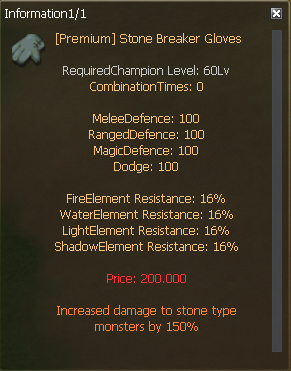 Information1/1
[Premium] Stone Breaker Gloves
RequiredChampion Level: 60Lv
CombinationTimes: 0
MeleeDefence: 100
RangedDefence: 100
MagicDefence: 100
Dodge: 100
FireElement Resistance: 16%
WaterElement Resistance: 16%
LightElement Resistance: 16%
ShadowElement Resistance: 16%
Price: 200.000
Increased damage to stone type
monsters by 150%